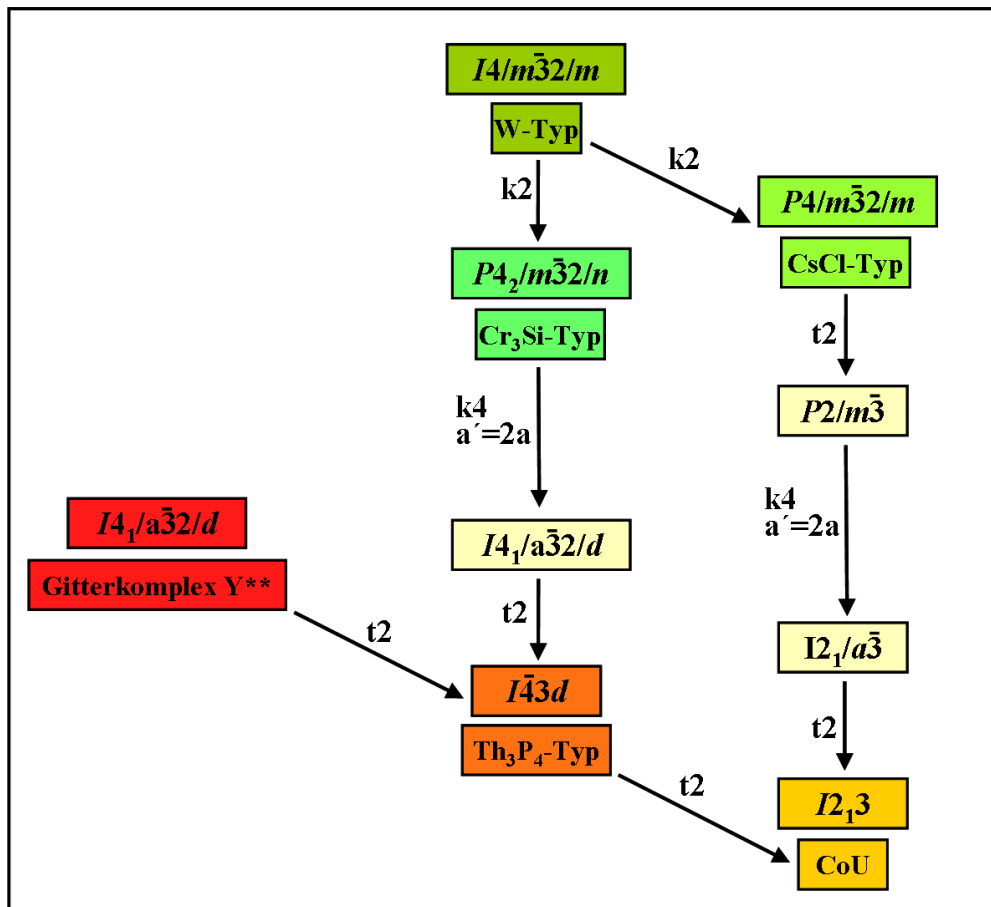 I4/m3̄2/m
W-Typ
k2
k2
P4/m3̄2/m
CsCl-Typ
P4₂/m3̄2/n
Cr₃Si-Typ
t2
k4
a´=2a
P2/m3̄
k4
a´=2a
I4₁/a3̄2/d
Gitterkomplex Y**
I4₁/a3̄2/d
t2
t2
I2₁/a3̄
I4̄3d
Th₃P₄-Typ
t2
t2
I2₁3
CoU